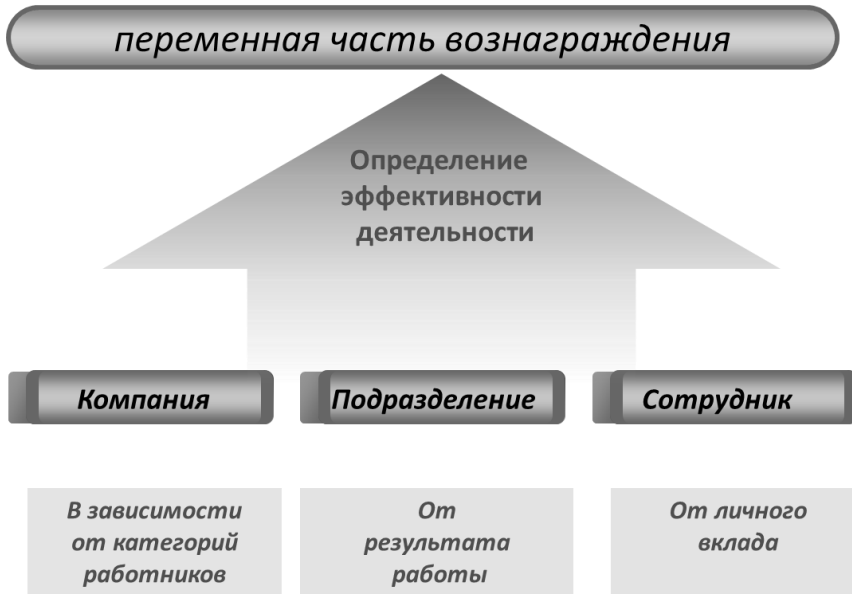 переменная часть вознаграждения
Определение
эффективности
деятельности
Компания
Подразделение
Сотрудник
В зависимости
от категорий
работников
От
результата
работы
От личного
вклада